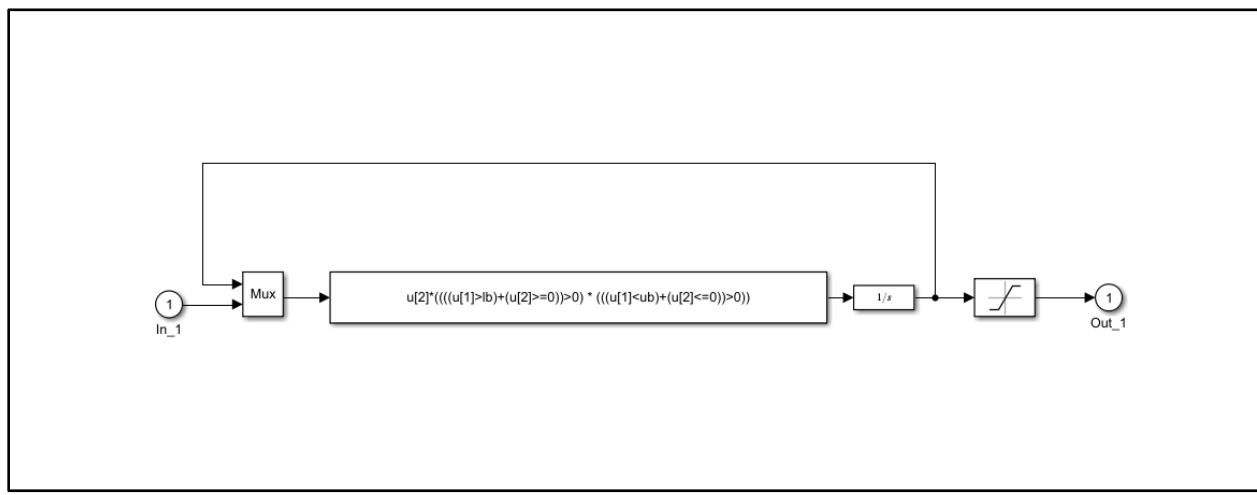 1
In_1
Mux
u[2]*((((u[1]>lb)+(u[2]>=0))>0) * (((u[1]<ub)+(u[2]<=0))>0))
1/s
1
Out_1